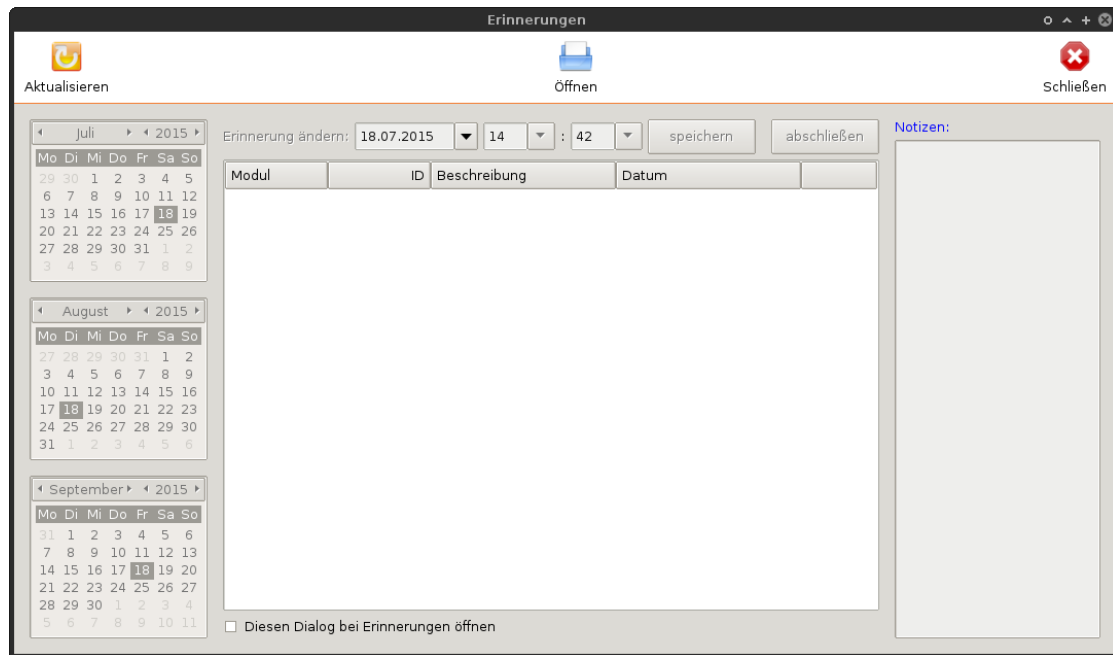 Erinnerungen
Aktualisieren
Öffnen
Schließen
Juli 2015
Mo Di Mi Do Fr Sa So
29 30 1 2 3 4 5
6 7 8 9 10 11 12
13 14 15 16 17 18 19
20 21 22 23 24 25 26
27 28 29 30 31 1 2
3 4 5 6 7 8 9
August 2015
Mo Di Mi Do Fr Sa So
27 28 29 30 31 1 2
3 4 5 6 7 8 9
10 11 12 13 14 15 16
17 18 19 20 21 22 23
24 25 26 27 28 29 30
31 1 2 3 4 5 6
September 2015
Mo Di Mi Do Fr Sa So
31 1 2 3 4 5 6
7 8 9 10 11 12 13
14 15 16 17 18 19 20
21 22 23 24 25 26 27
28 29 30 1 2 3 4
5 6 7 8 9 10 11
Erinnerung ändern: 18.07.2015 14 : 42 speichern abschließen
Modul ID Beschreibung Datum
Diesen Dialog bei Erinnerungen öffnen
Notizen: